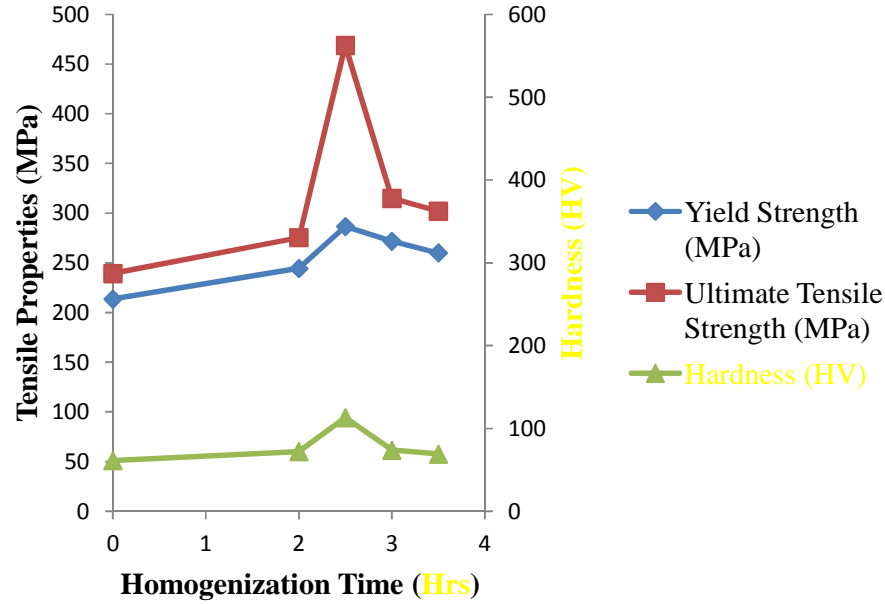 500
450
400
350
300
250
200
150
100
50
0
Tensile Properties (MPa)
600
500
400
300
200
100
0
Hardness (HV)
0 1 2 3 4
Homogenization Time (Hrs)
Yield Strength
(MPa)
Ultimate Tensile
Strength (MPa)
Hardness (HV)